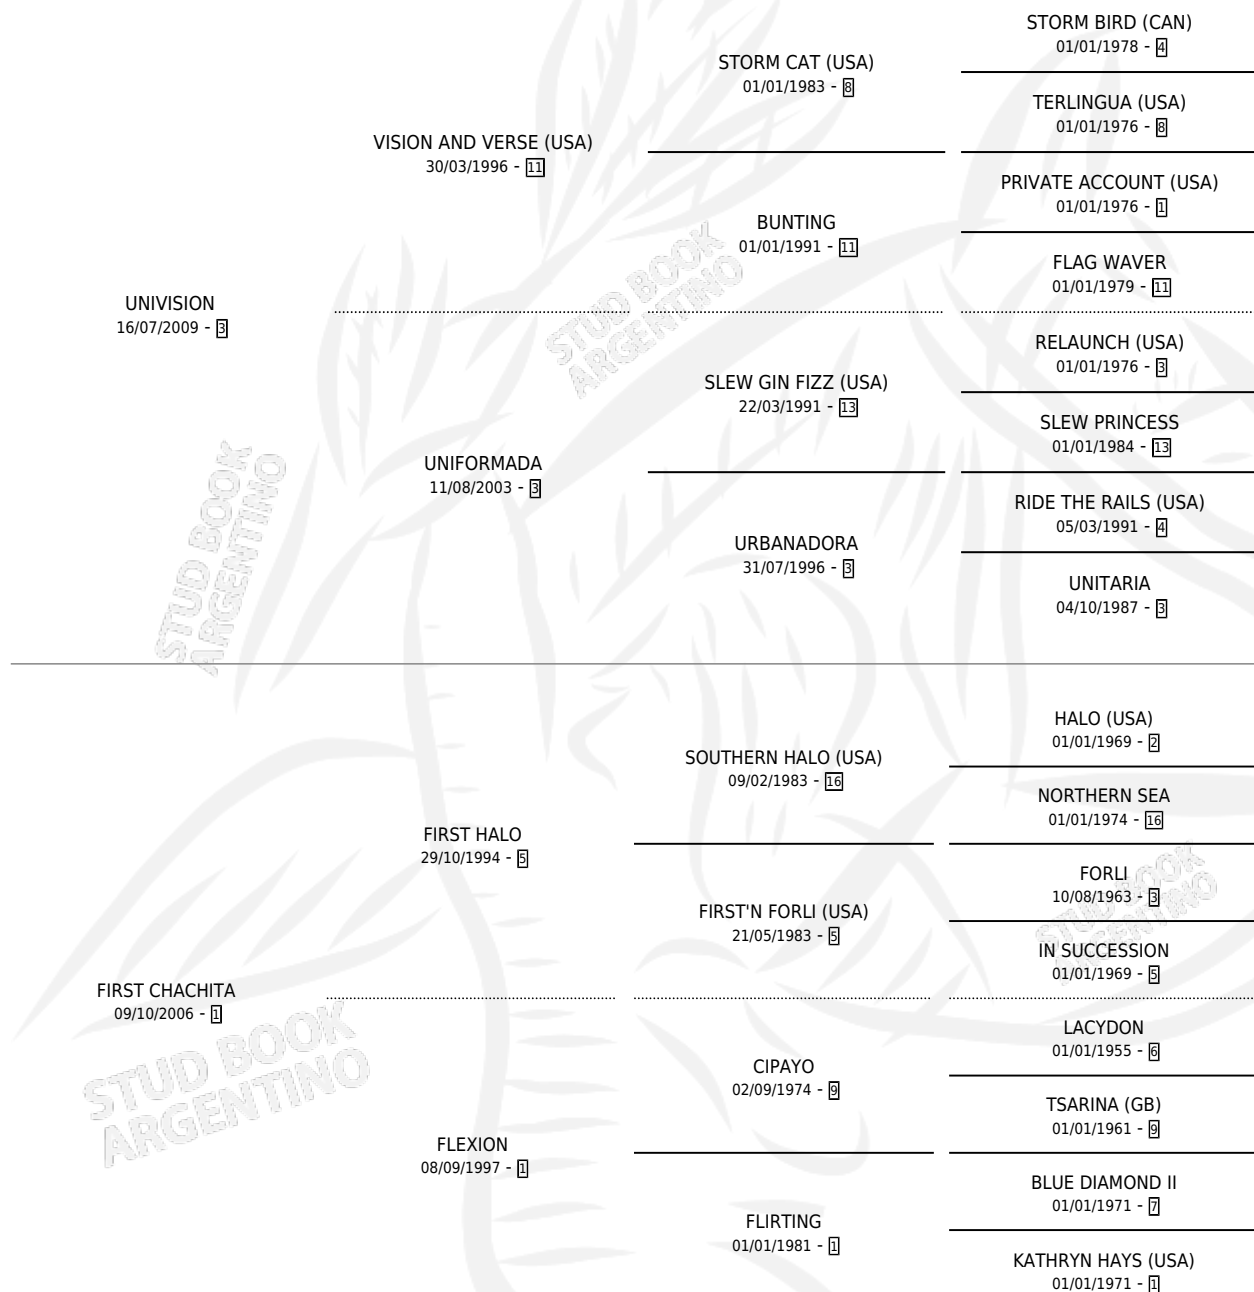 STORM BIRD (CAN)
01/01/1978 - 4
STORM CAT (USA)
01/01/1983 - 8
TERLINGUA (USA)
01/01/1976 - 8
VISION AND VERSE (USA)
30/03/1996 - 11
PRIVATE ACCOUNT (USA)
01/01/1976 - 1
BUNTING
01/01/1991 - 11
FLAG WAVER
01/01/1979 - 11
UNIVISION
16/07/2009 - 3
RELAUNCH (USA)
01/01/1976 - 3
SLEW GIN FIZZ (USA)
22/03/1991 - 13
SLEW PRINCESS
01/01/1984 - 13
UNIFORMADA
11/08/2003 - 3
RIDE THE RAILS (USA)
05/03/1991 - 4
URBANADORA
31/07/1996 - 3
UNITARIA
04/10/1987 - 3
HALO (USA)
01/01/1969 - 2
SOUTHERN HALO (USA)
09/02/1983 - 16
NORTHERN SEA
01/01/1974 - 16
FIRST HALO
29/10/1994 - 5
FORLI
10/08/1963 - 3
FIRST'N FORLI (USA)
21/05/1983 - 5
IN SUCCESSION
01/01/1969 - 5
FIRST CHACHITA
09/10/2006 - 1
LACYDON
01/01/1955 - 6
CIPAYO
02/09/1974 - 9
TSARINA (GB)
01/01/1961 - 9
FLEXION
08/09/1997 - 1
BLUE DIAMOND II
01/01/1971 - 7
FLIRTING
01/01/1981 - 1
KATHRYN HAYS (USA)
01/01/1971 - 1
STUD BOOK
ARGENTINO
STUD BOOK
ARGENTINO
STUD BOOK
ARGENTINO
STUD BOOK
ARGENTINO